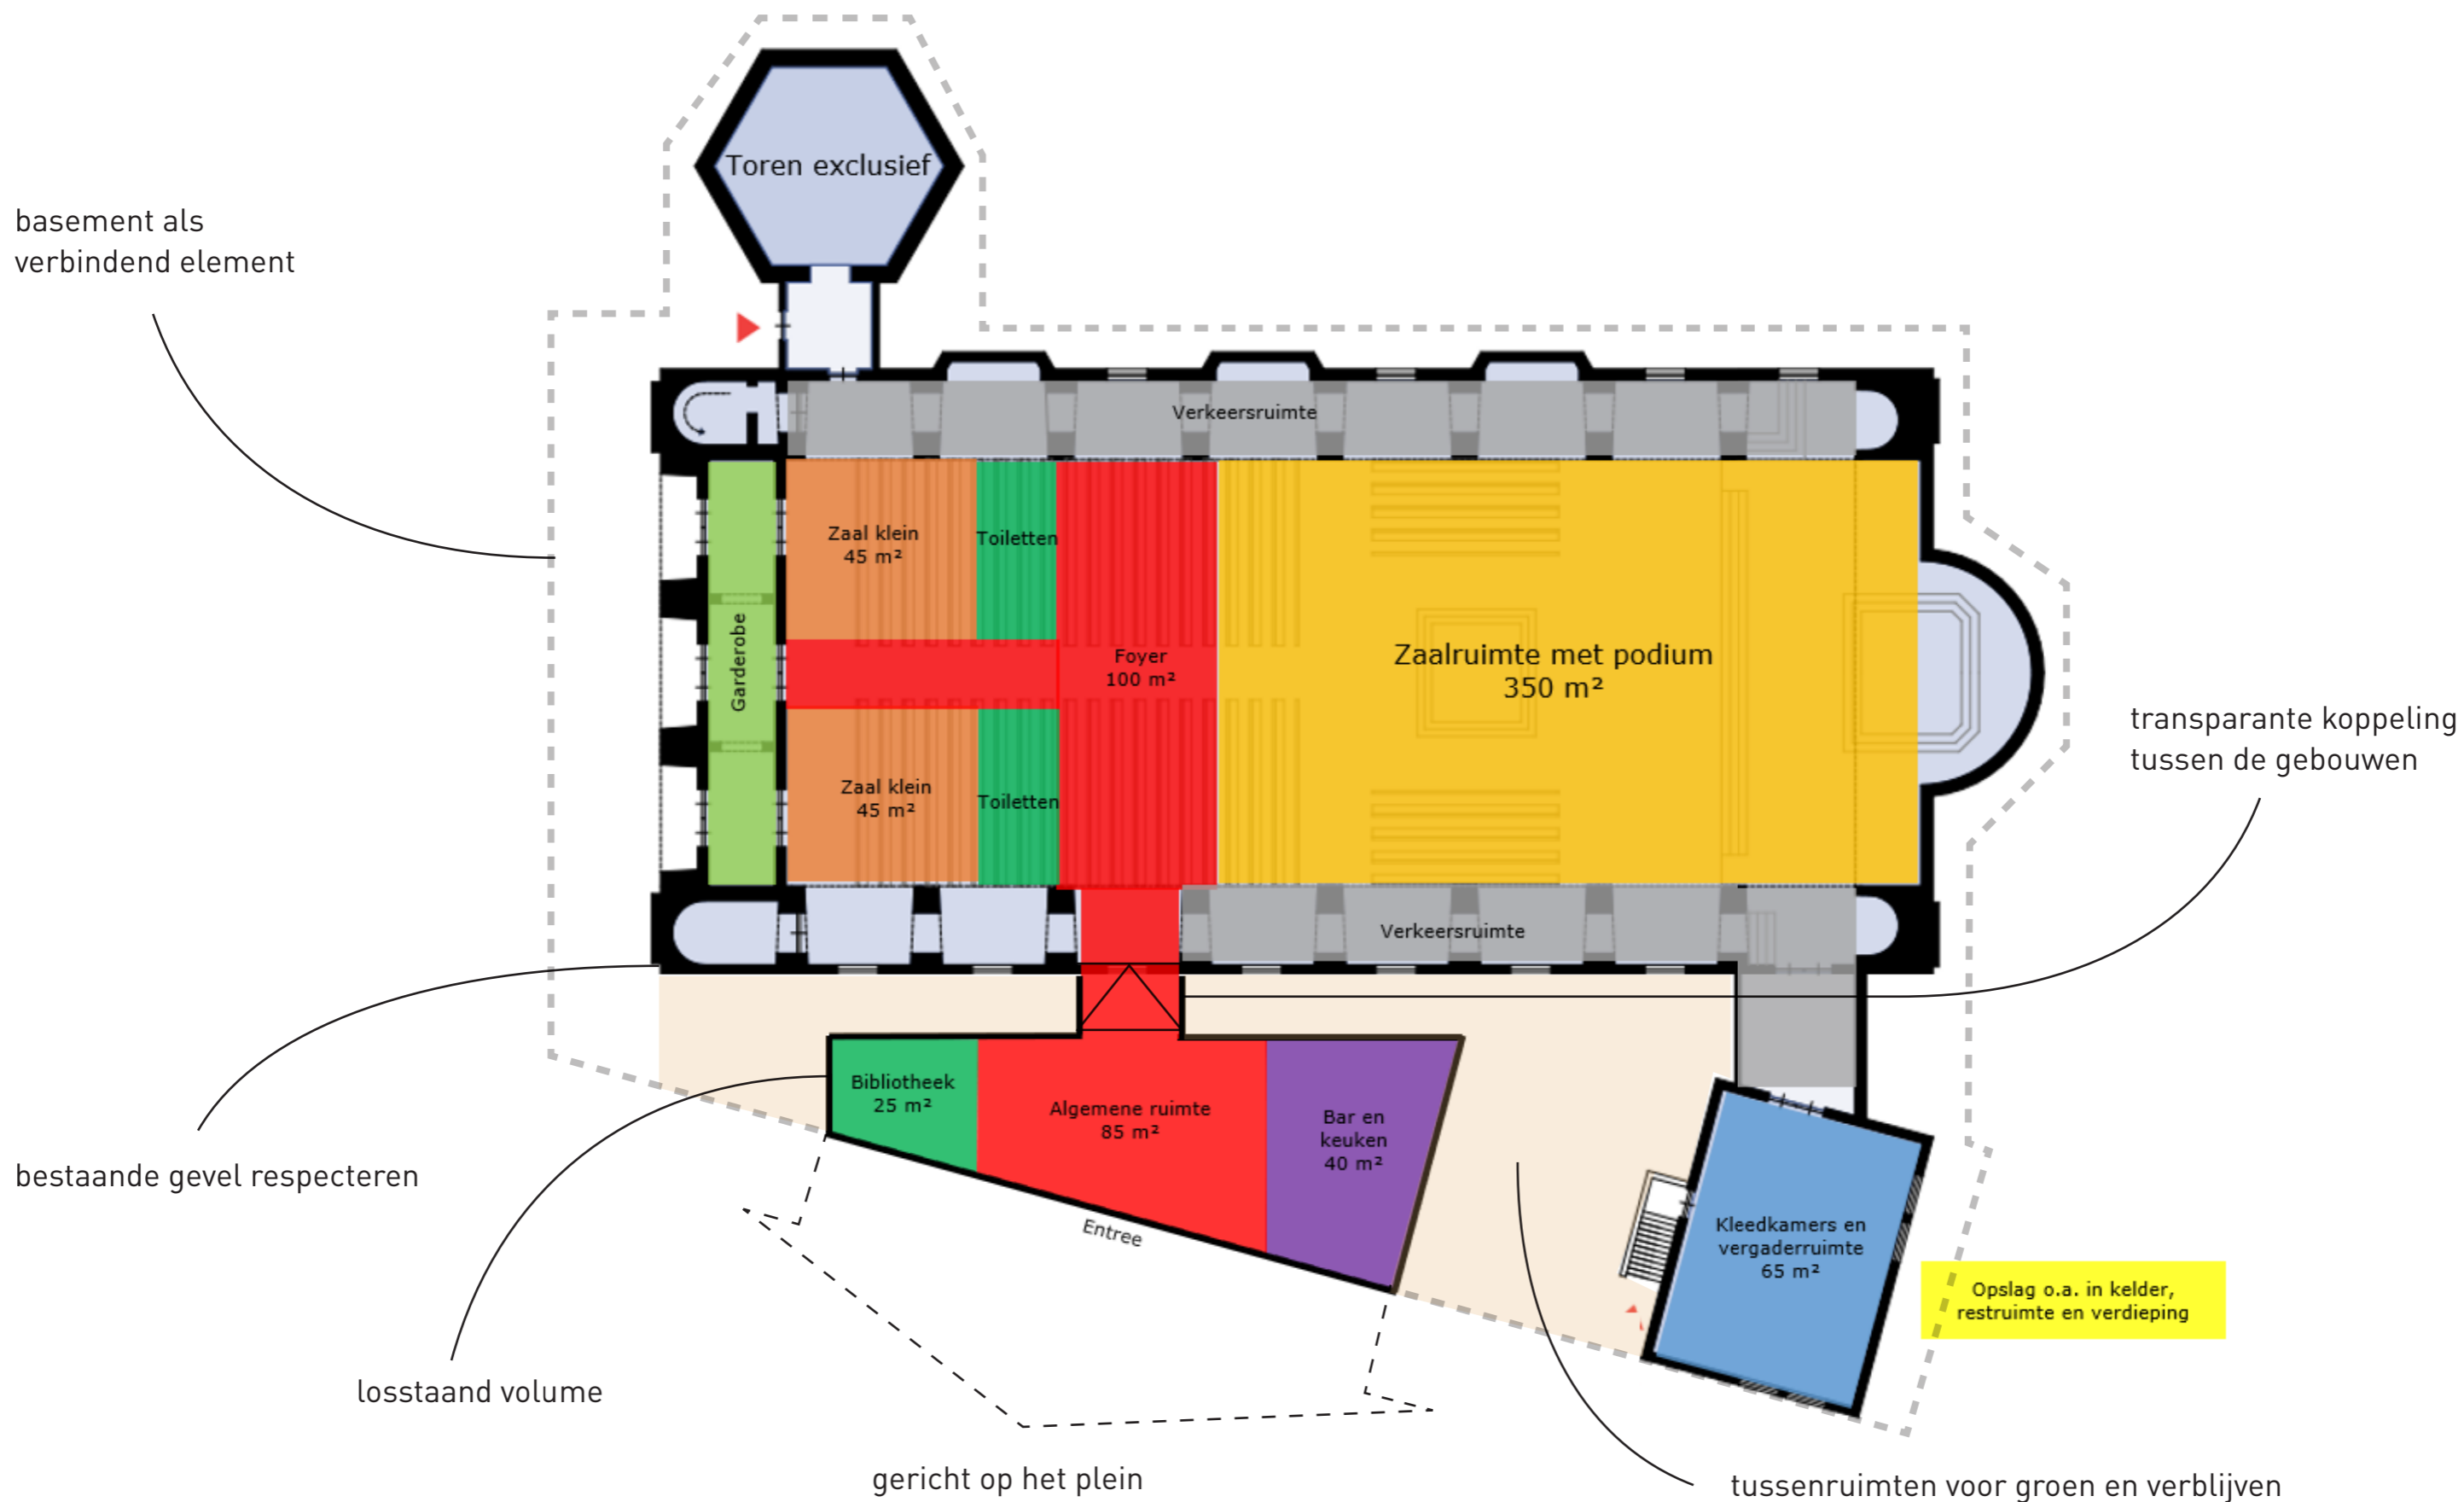 Toren exclusief
basement als
verbindend element
Verkeersruimte
Zaal klein
45 m²
Toiletten
Garderobe
Foyer
100 m²
Zaalruimte met podium
350 m²
transparante koppeling
tussen de gebouwen
Zaal klein
45 m²
Toiletten
Verkeersruimte
Bibliotheek
25 m²
Algemene ruimte
85 m²
Bar en
keuken
40 m²
bestaande gevel respecteren
Entree
Kleedkamers en
vergaderruimte
65 m²
Opslag o.a. in kelder,
restruimte en verdieping
losstaand volume
gericht op het plein
tussenruimten voor groen en verblijven